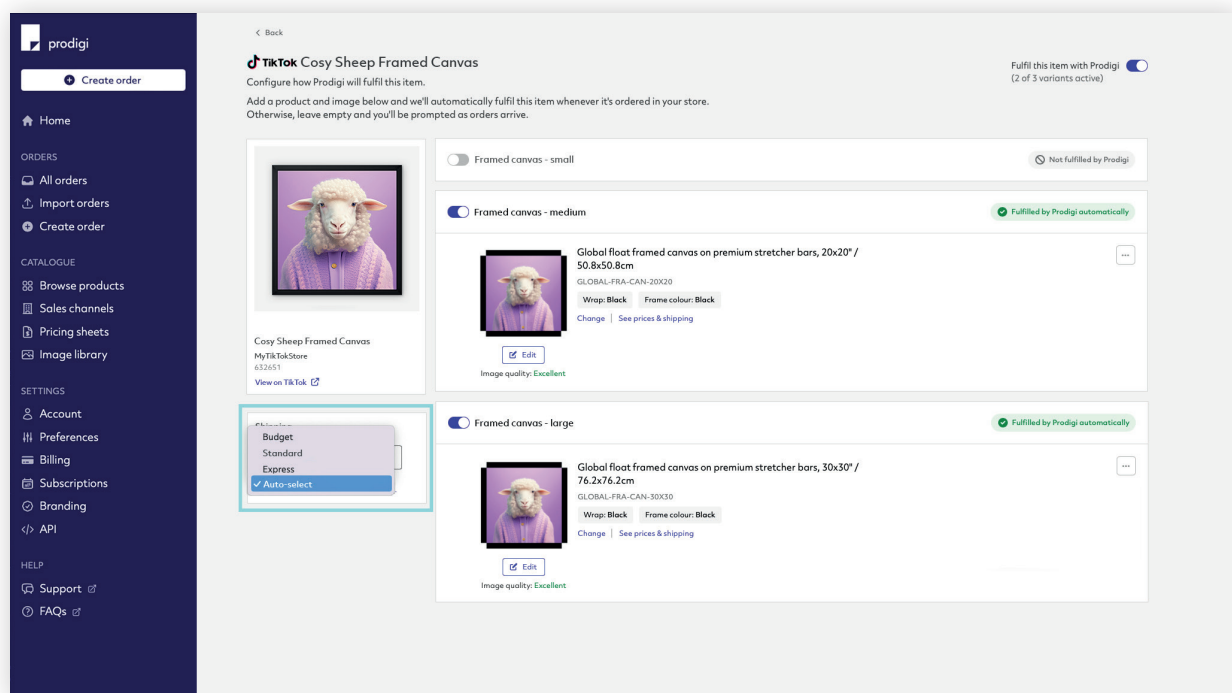 prodigi
Create order
Home
ORDERS
All orders
Import orders
Create order
CATALOGUE
Browse products
Sales channels
Pricing sheets
Image library
SETTINGS
Account
Preferences
Billing
Subscriptions
Branding
API
HELP
Support
FAQs
Back
TikTok Cosy Sheep Framed Canvas
Configure how Prodigi will fulfil this item.
Add a product and image below and we'll automatically fulfil this item whenever it's ordered in your store.
Otherwise, leave empty and you'll be prompted as orders arrive.
Fulfil this item with Prodigi
(2 of 3 variants active)
Cosy Sheep Framed Canvas
MyTikTokStore
632651
View on TikTok
Shipping
Budget
Standard
Express
Auto-select
Framed canvas - small
Not fulfilled by Prodigi
Framed canvas - medium
Fulfilled by Prodigi automatically
Global float framed canvas on premium stretcher bars, 20x20" /
50.8x50.8cm
GLOBAL-FRA-CAN-20X20
Wrap: Black Frame colour: Black
Change | See prices & shipping
Edit
Image quality: Excellent
Framed canvas - large
Fulfilled by Prodigi automatically
Global float framed canvas on premium stretcher bars, 30x30" /
76.2x76.2cm
GLOBAL-FRA-CAN-30X30
Wrap: Black Frame colour: Black
Change | See prices & shipping
Edit
Image quality: Excellent